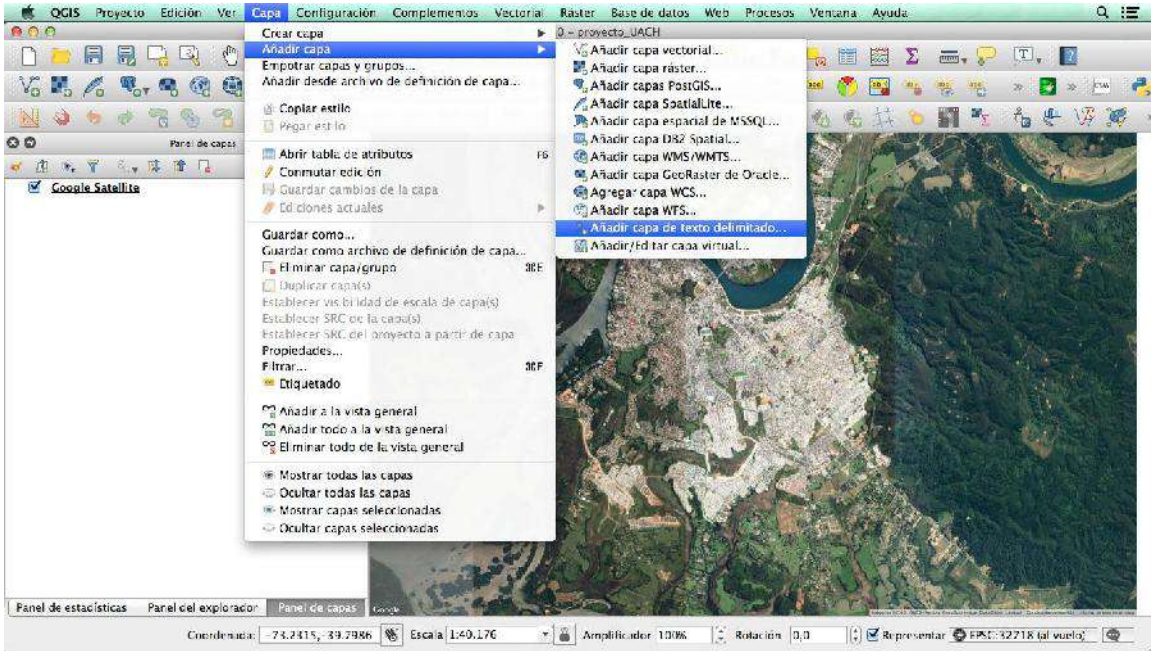 QGIS Proyecto Edición Ver Capa Configuración Complementos Vectorial Ráster Base de datos Web Procesos Ventana Ayuda
0 - proyecto_UACH
Crear capa
Añadir capa
Empotrar capas y grupos...
Añadir desde archivo de definición de capa...
Copiar estilo
Pegar estilo
Abrir tabla de atributos F6
Conmutar edición
Guardar cambios de la capa
Ediciones actuales
Guardar como...
Guardar como archivo de definición de capa...
Eliminar capa/grupo ⌘E
Duplicar capa(s)
Establecer visibilidad de escala de capa(s)
Establecer SRC de la capa(s)
Establecer SRC del proyecto a partir de capa
Propiedades...
Filtrar... ⌘F
Etiquetado
Añadir a la vista general
Añadir todo a la vista general
Eliminar todo de la vista general
Mostrar todas las capas
Ocultar todas las capas
Mostrar capas seleccionadas
Ocultar capas seleccionadas
Añadir capa vectorial...
Añadir capa ráster...
Añadir capas PostGIS...
Añadir capa SpatiaLite...
Añadir capa espacial de MSSQL...
Añadir capa DB2 Spatial...
Añadir capa WMS/WMTS...
Añadir capa GeoRaster de Oracle...
Agregar capa WCS...
Añadir capa WFS...
Añadir capa de texto delimitado...
Añadir/Editar capa virtual...
Panel de capas
Google Satellite
Panel de estadísticas Panel del explorador Panel de capas
Google
Coordenada: -73.2315,-39.7986 Escala 1:40.176 Amplificador 100% Rotación 0,0 Representar EPSG:32718 (al vuelo)